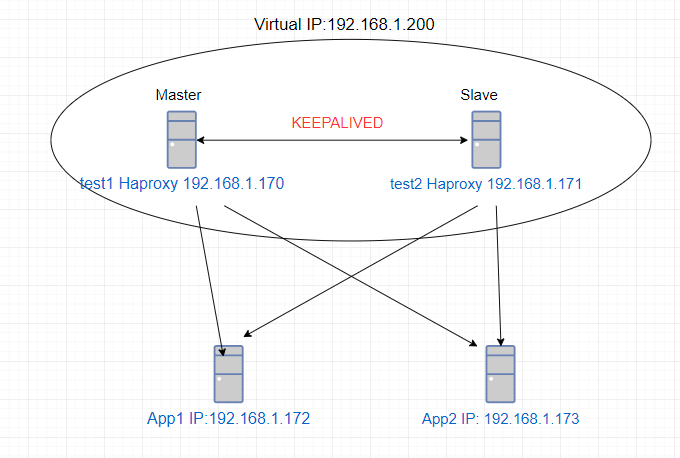 Virtual IP:192.168.1.200
Master
Slave
KEEPALIVED
test1 Haproxy 192.168.1.170
test2 Haproxy 192.168.1.171
App1 IP:192.168.1.172
App2 IP: 192.168.1.173